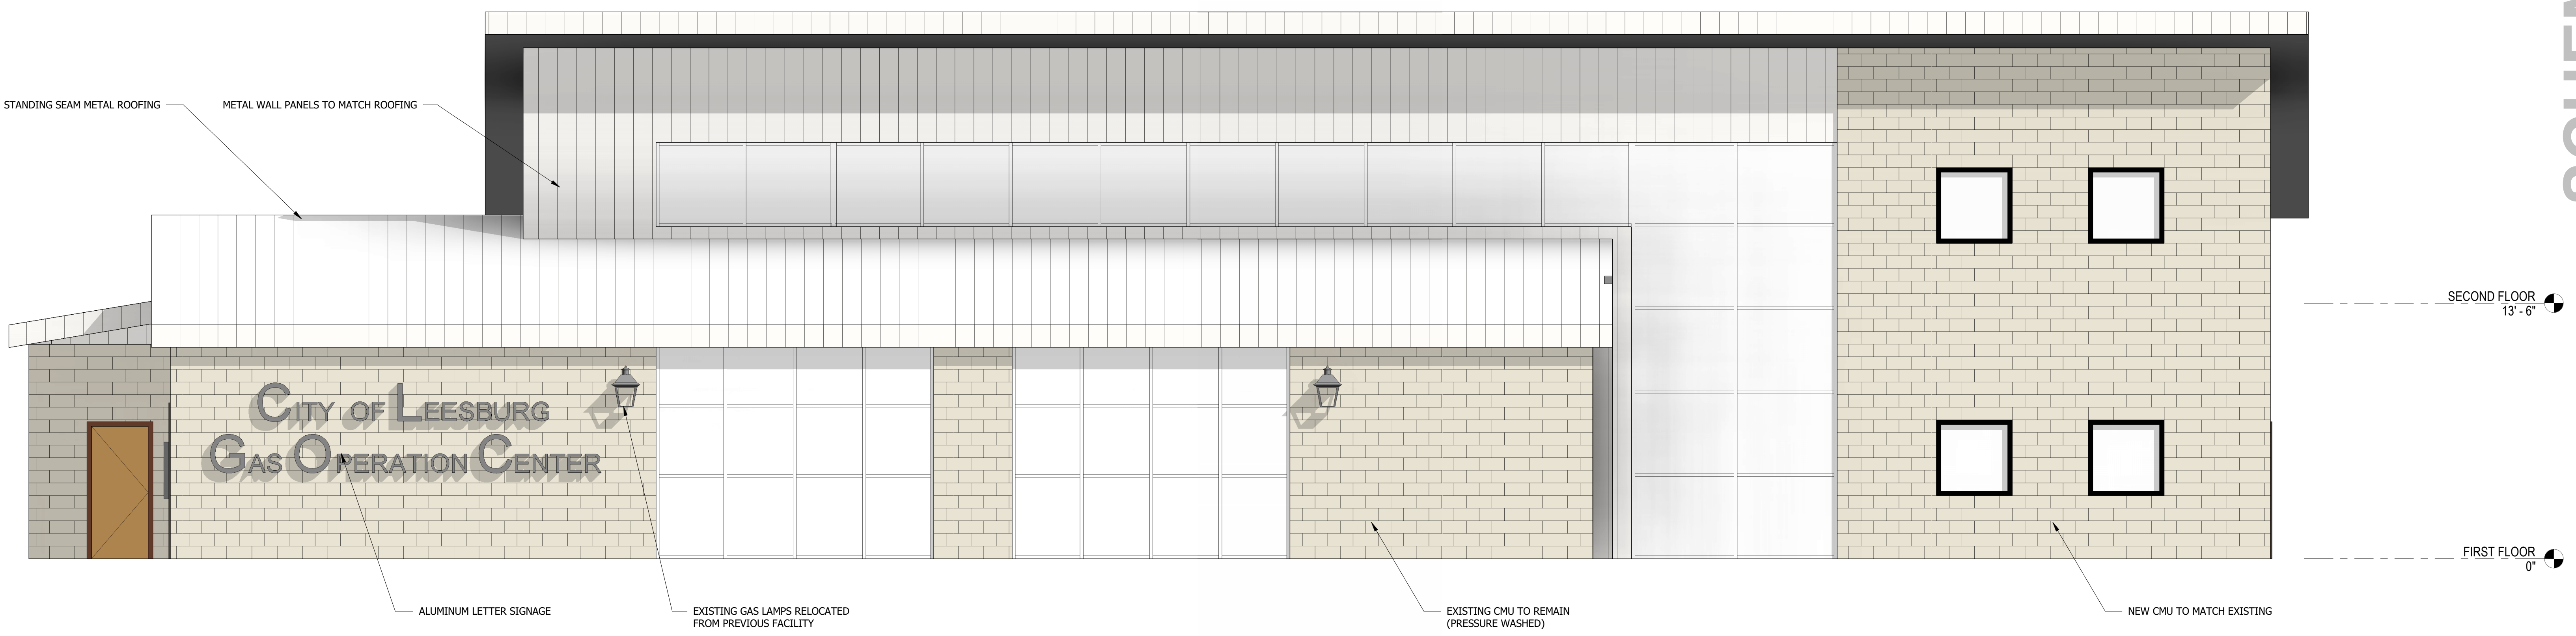 STANDING SEAM METAL ROOFING
METAL WALL PANELS TO MATCH ROOFING
SECOND FLOOR
13' - 6"
CITY OF LEESBURG
GAS OPERATION CENTER
FIRST FLOOR
0"
ALUMINUM LETTER SIGNAGE
EXISTING GAS LAMPS RELOCATED
FROM PREVIOUS FACILITY
EXISTING CMU TO REMAIN
(PRESSURE WASHED)
NEW CMU TO MATCH EXISTING